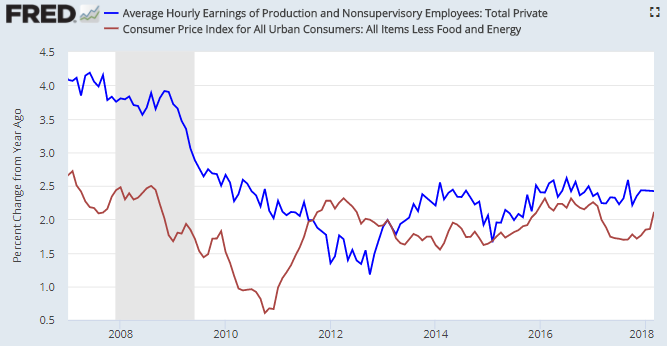 FRED
Average Hourly Earnings of Production and Nonsupervisory Employees: Total Private
Consumer Price Index for All Urban Consumers: All Items Less Food and Energy
Percent Change from Year Ago
4.5
4.0
3.5
3.0
2.5
2.0
1.5
1.0
0.5
2008 2010 2012 2014 2016 2018